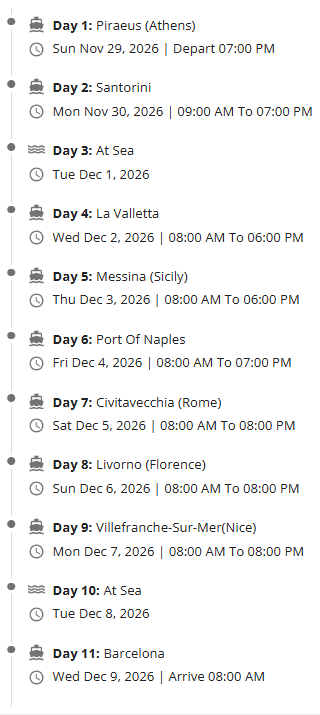 Day 1: Piraeus (Athens)
Sun Nov 29, 2026 | Depart 07:00 PM
Day 2: Santorini
Mon Nov 30, 2026 | 09:00 AM To 07:00 PM
Day 3: At Sea
Tue Dec 1, 2026
Day 4: La Valletta
Wed Dec 2, 2026 | 08:00 AM To 06:00 PM
Day 5: Messina (Sicily)
Thu Dec 3, 2026 | 08:00 AM To 06:00 PM
Day 6: Port Of Naples
Fri Dec 4, 2026 | 08:00 AM To 07:00 PM
Day 7: Civitavecchia (Rome)
Sat Dec 5, 2026 | 08:00 AM To 08:00 PM
Day 8: Livorno (Florence)
Sun Dec 6, 2026 | 08:00 AM To 08:00 PM
Day 9: Villefranche-Sur-Mer(Nice)
Mon Dec 7, 2026 | 08:00 AM To 08:00 PM
Day 10: At Sea
Tue Dec 8, 2026
Day 11: Barcelona
Wed Dec 9, 2026 | Arrive 08:00 AM